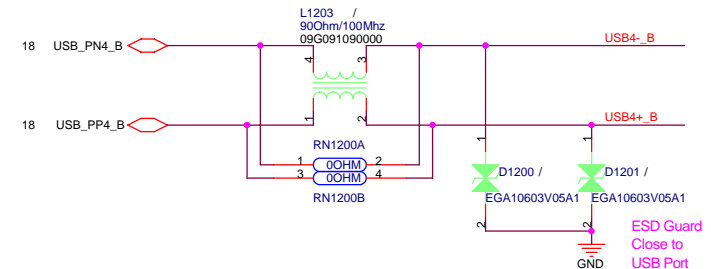 L1203 /
90Ohm/100Mhz
09G091090000
18 USB_PN4_B
USB4-_B
4 3
18 USB_PP4_B
1 2
USB4+_B
RN1200A
1 0OHM 2
3 0OHM 4
RN1200B
1 1
D1200 / D1201 /
EGA10603V05A1 EGA10603V05A1
2 2
ESD Guard
Close to
USB Port
GND